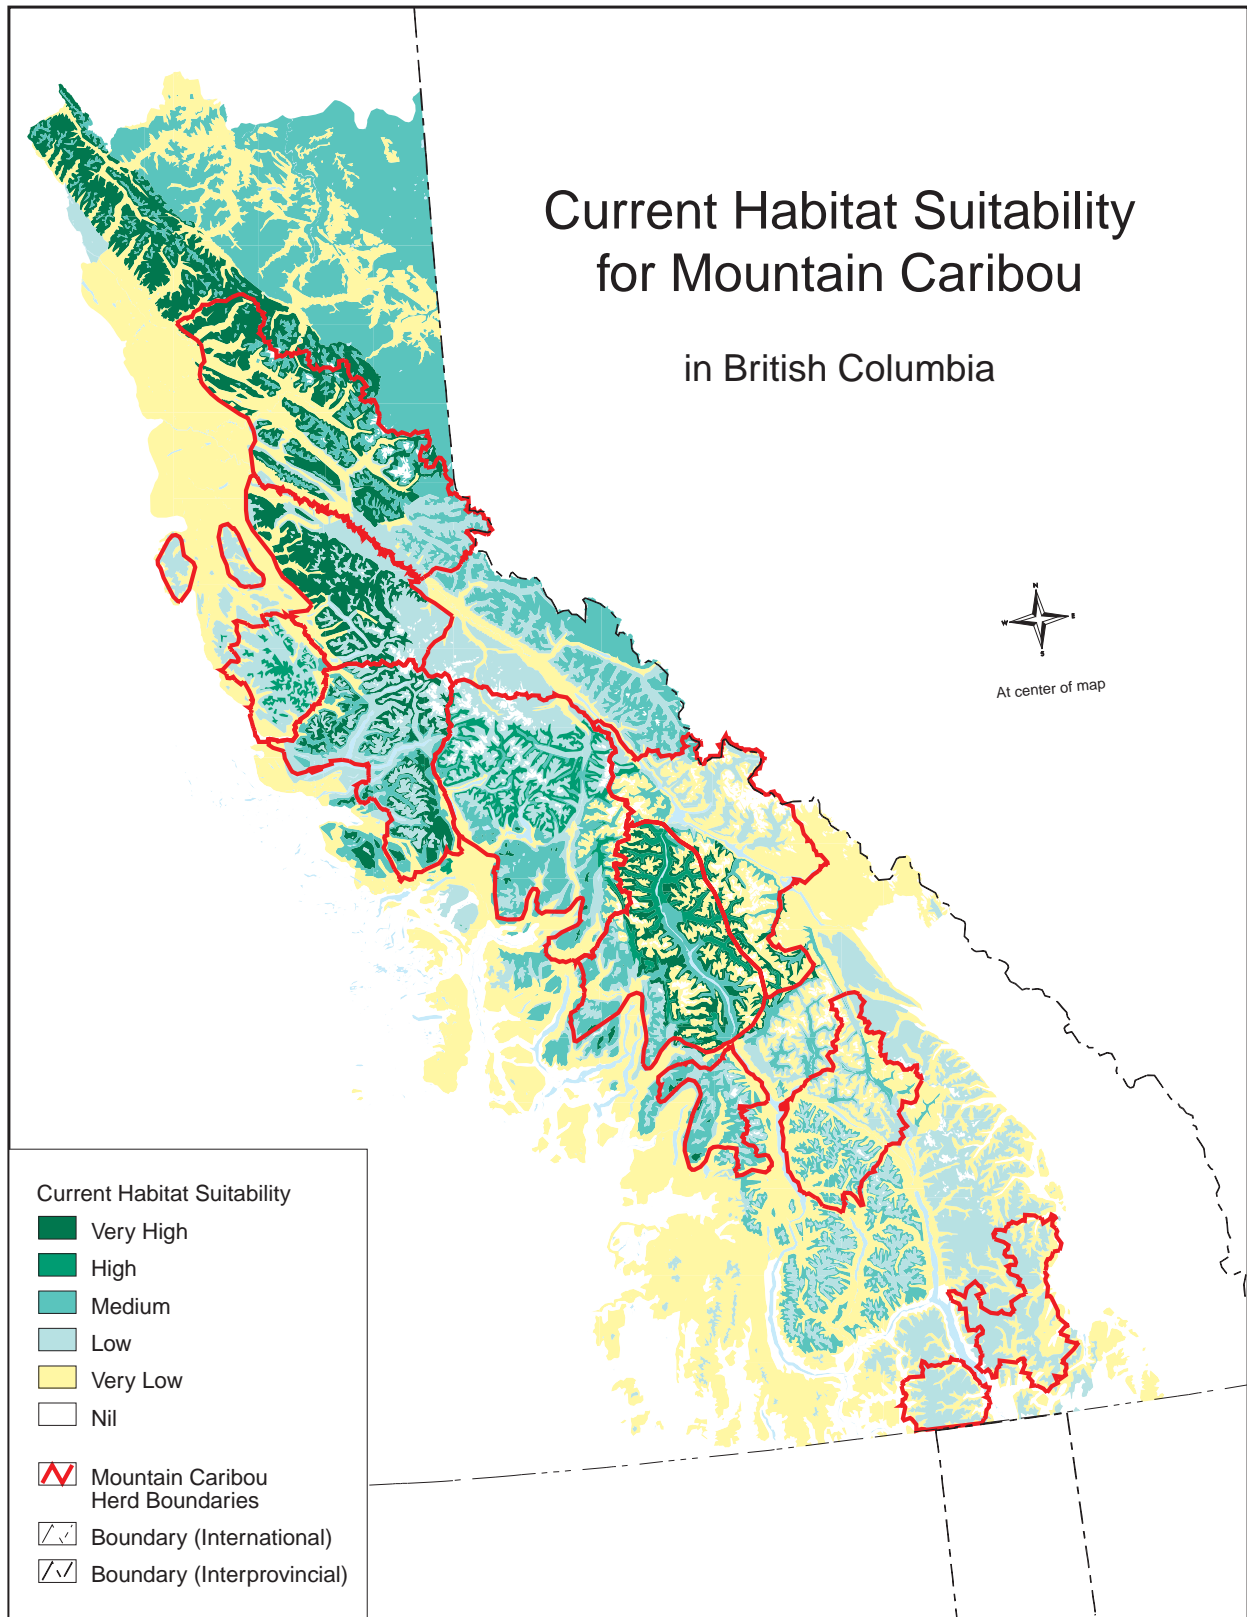 Current Habitat Suitability
for Mountain Caribou
in British Columbia
N
W
E
S
At center of map
Current Habitat Suitability
Very High
High
Medium
Low
Very Low
Nil
Mountain Caribou
Herd Boundaries
Boundary (International)
Boundary (Interprovincial)